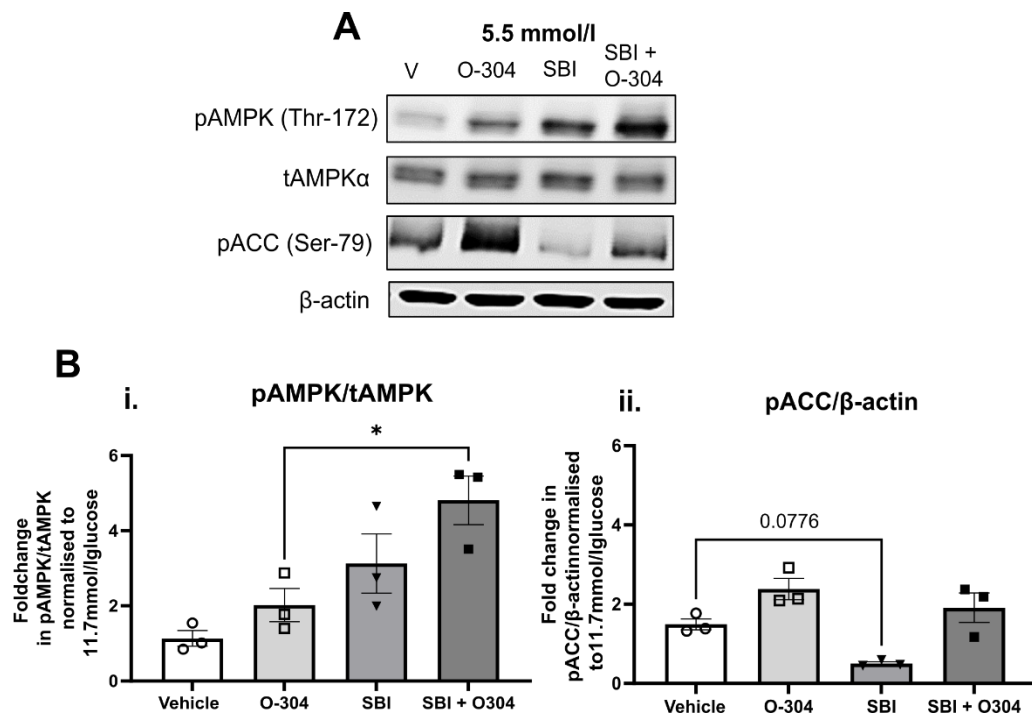 A
5.5 mmol/l
V
O-304
SBI
SBI +
O-304
pAMPK (Thr-172)
tAMPKα
pACC (Ser-79)
β-actin
B
i.
pAMPK/tAMPK
Foldchange
in pAMPK/tAMPK
normalised to
11.7mmol/lglucose
6
4
2
0
*
Vehicle
O-304
SBI
SBI + O304
ii.
pACC/β-actin
Fold change in
pACC/β-actinnormalised
to11.7mmol/lglucose
6
4
2
0
0.0776
Vehicle
O-304
SBI
SBI + O304